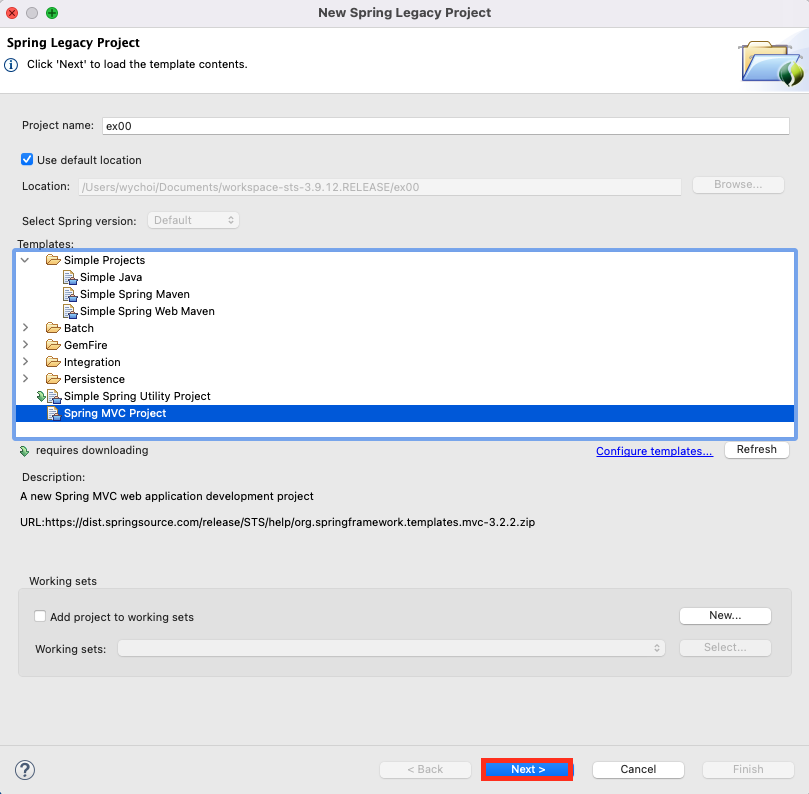 New Spring Legacy Project
Spring Legacy Project
Click 'Next' to load the template contents.
Project name: ex00
Use default location
Location: /Users/wychoi/Documents/workspace-sts-3.9.12.RELEASE/ex00 Browse...
Select Spring version: Default
Templates:
Simple Projects
Simple Java
Simple Spring Maven
Simple Spring Web Maven
Batch
GemFire
Integration
Persistence
Simple Spring Utility Project
Spring MVC Project
requires downloading Configure templates... Refresh
Description:
A new Spring MVC web application development project
URL:https://dist.springsource.com/release/STS/help/org.springframework.templates.mvc-3.2.2.zip
Working sets
Add project to working sets New...
Working sets: Select...
? < Back Next > Cancel Finish